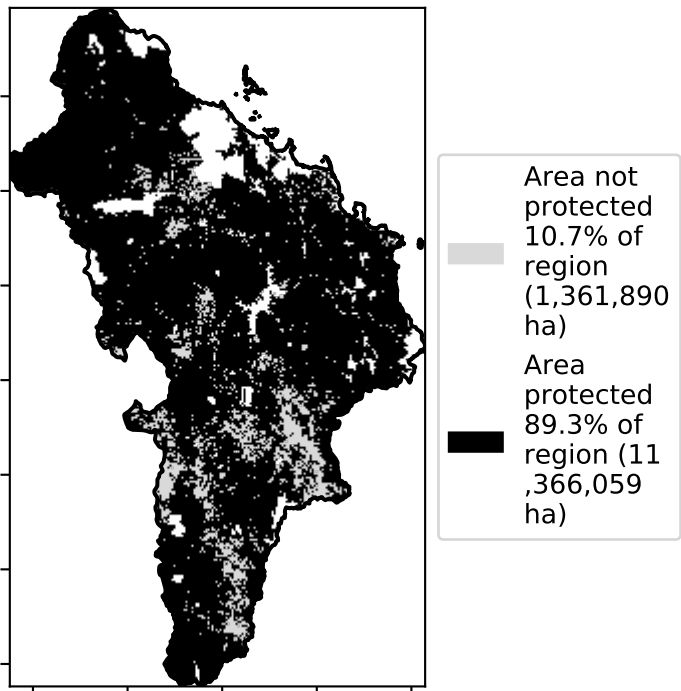 Area not
protected
10.7% of
region
(1,361,890
ha)
Area
protected
89.3% of
region (11
,366,059
ha)